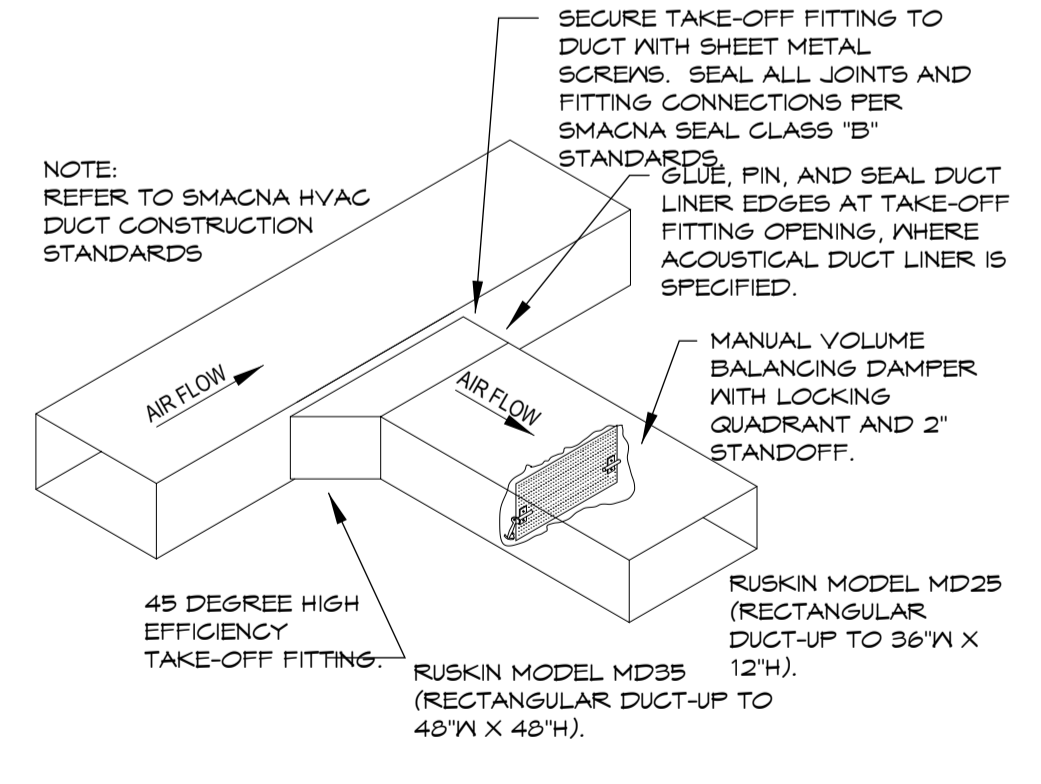 SECURE TAKE-OFF FITTING TO
DUCT WITH SHEET METAL
SCREWS. SEAL ALL JOINTS AND
FITTING CONNECTIONS PER
SMACNA SEAL CLASS "B"
STANDARDS.
NOTE:
REFER TO SMACNA HVAC
DUCT CONSTRUCTION
STANDARDS
GLUE, PIN, AND SEAL DUCT
LINER EDGES AT TAKE-OFF
FITTING OPENING, WHERE
ACOUSTICAL DUCT LINER IS
SPECIFIED.
MANUAL VOLUME
BALANCING DAMPER
WITH LOCKING
QUADRANT AND 2"
STANDOFF.
AIR FLOW
AIR FLOW
45 DEGREE HIGH
EFFICIENCY
TAKE-OFF FITTING.
RUSKIN MODEL MD35
(RECTANGULAR DUCT-UP TO
48"W X 48"H).
RUSKIN MODEL MD25
(RECTANGULAR
DUCT-UP TO 36"W X
12"H).